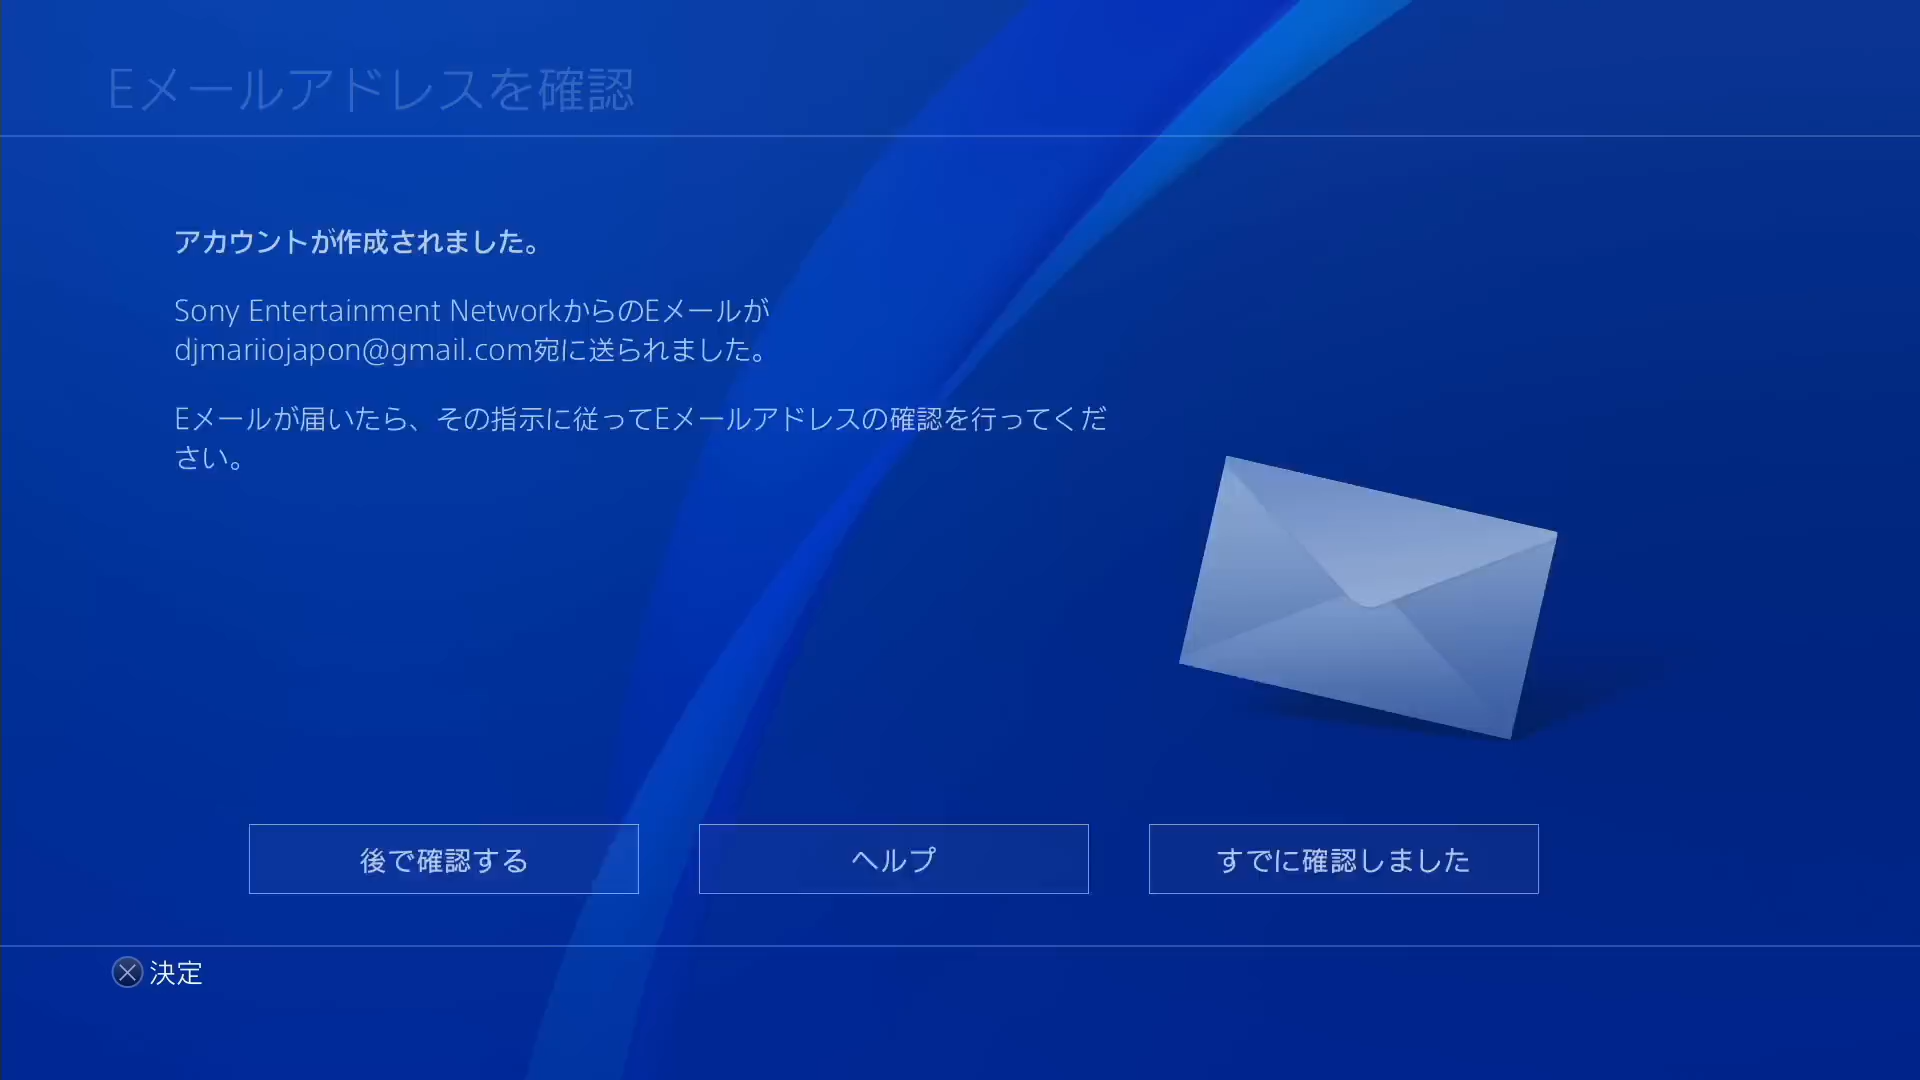 Eメールアドレスを確認
アカウントが作成されました。
Sony Entertainment NetworkからのEメールが
djmariiojapon@gmail.com宛に送られました。
Eメールが届いたら、その指示に従ってEメールアドレスの確認を行ってくだ
さい。
後で確認する
ヘルプ
すでに確認しました
決定